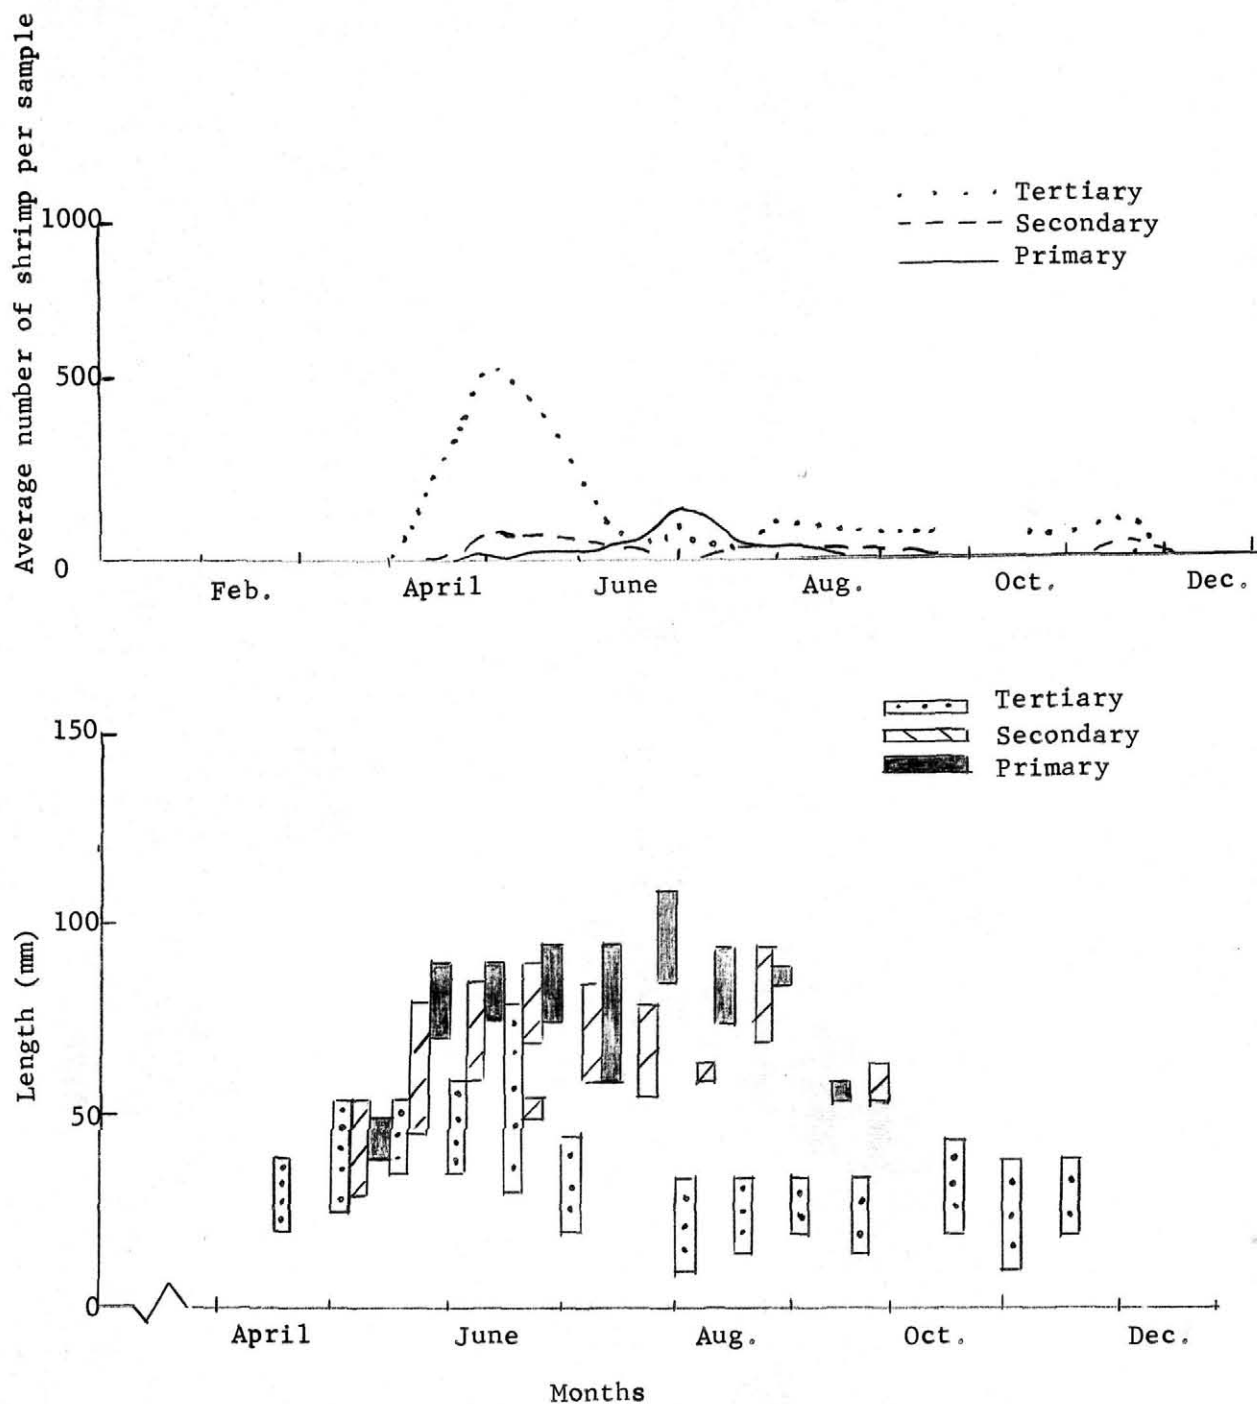 Average number of shrimp per sample
1000
500
0
Tertiary
Secondary
Primary
Feb.
April
June
Aug.
Oct.
Dec.
Length (mm)
150
100
50
0
Tertiary
Secondary
Primary
April
June
Aug.
Oct.
Dec.
Months